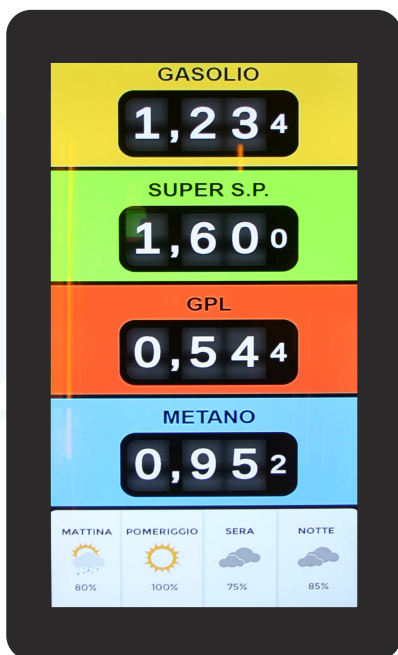 GASOLIO
1,234
SUPER S.P.
1,600
GPL
0,544
METANO
0,952
MATTINA POMERIGGIO SERA NOTTE
80% 100% 75% 85%